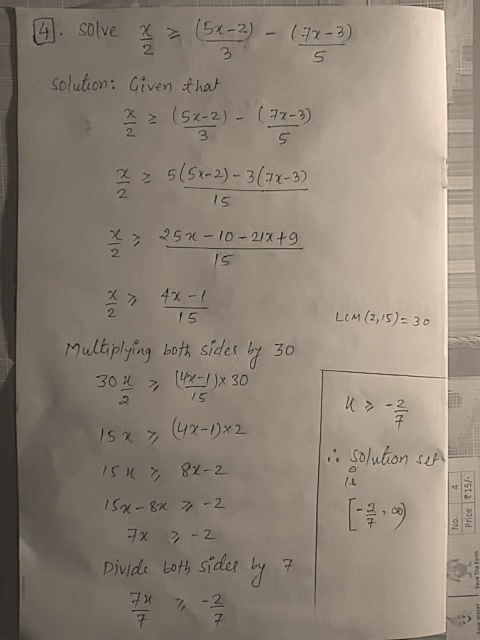 4. solve x/2 ≥ (5x-2)/3 - (7x-3)/5
Solution: Given that
x/2 ≥ (5x-2)/3 - (7x-3)/5
x/2 ≥ 5(5x-2)-3(7x-3)/15
x/2 ≥ 25x-10-21x+9/15
x/2 ≥ 4x-1/15
LCM(2,15)=30
Multiplying both sides by 30
30 x/2 ≥ (4x-1)/15 × 30
15x ≥ (4x-1)×2
15x ≥ 8x-2
15x-8x ≥ -2
7x ≥ -2
Divide both sides by 7
7x/7 ≥ -2/7
x ≥ -2/7
∴ solution set
is
[-2/7, ∞)
No. 4
Price ₹15/-